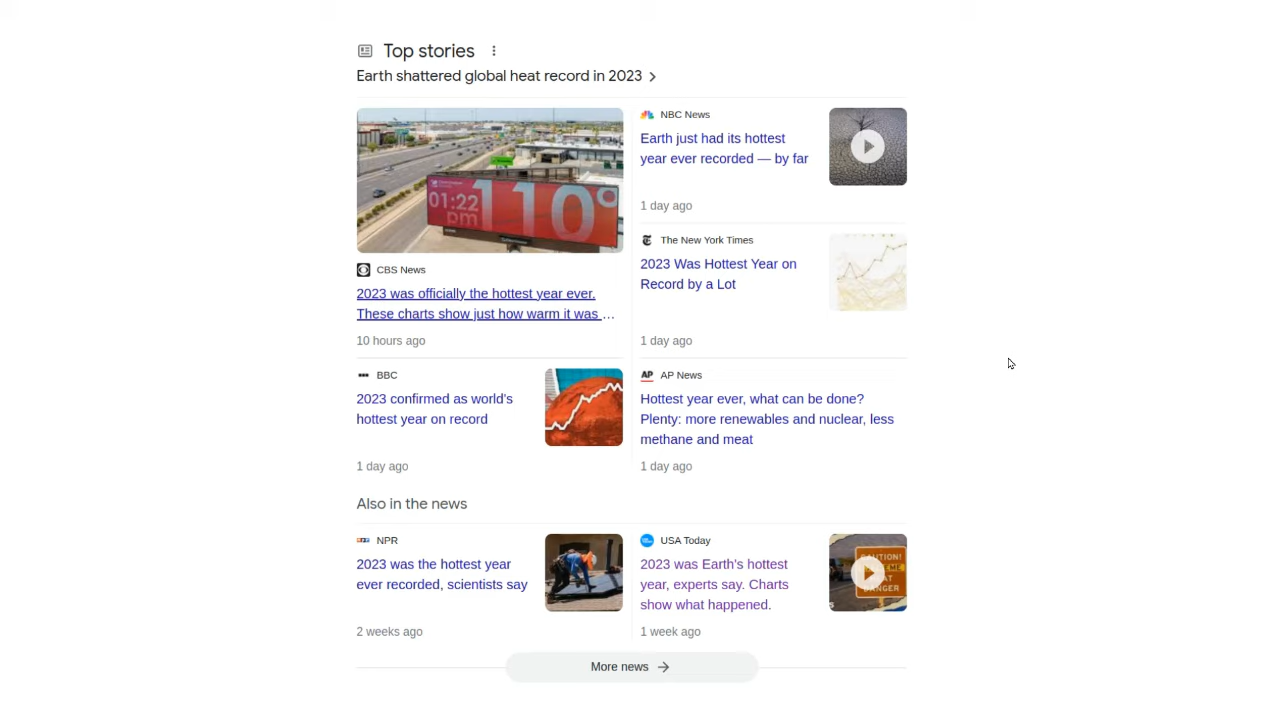 Top stories
Earth shattered global heat record in 2023
01:22
pm
110°
CBS News
2023 was officially the hottest year ever.
These charts show just how warm it was ...
10 hours ago
NBC News
Earth just had its hottest
year ever recorded — by far
1 day ago
The New York Times
2023 Was Hottest Year on
Record by a Lot
1 day ago
BBC
2023 confirmed as world's
hottest year on record
1 day ago
AP
AP News
Hottest year ever, what can be done?
Plenty: more renewables and nuclear, less
methane and meat
1 day ago
Also in the news
NPR
2023 was the hottest year
ever recorded, scientists say
2 weeks ago
USA Today
2023 was Earth's hottest
year, experts say. Charts
show what happened.
CAUTION!
DANGER
1 week ago
More news